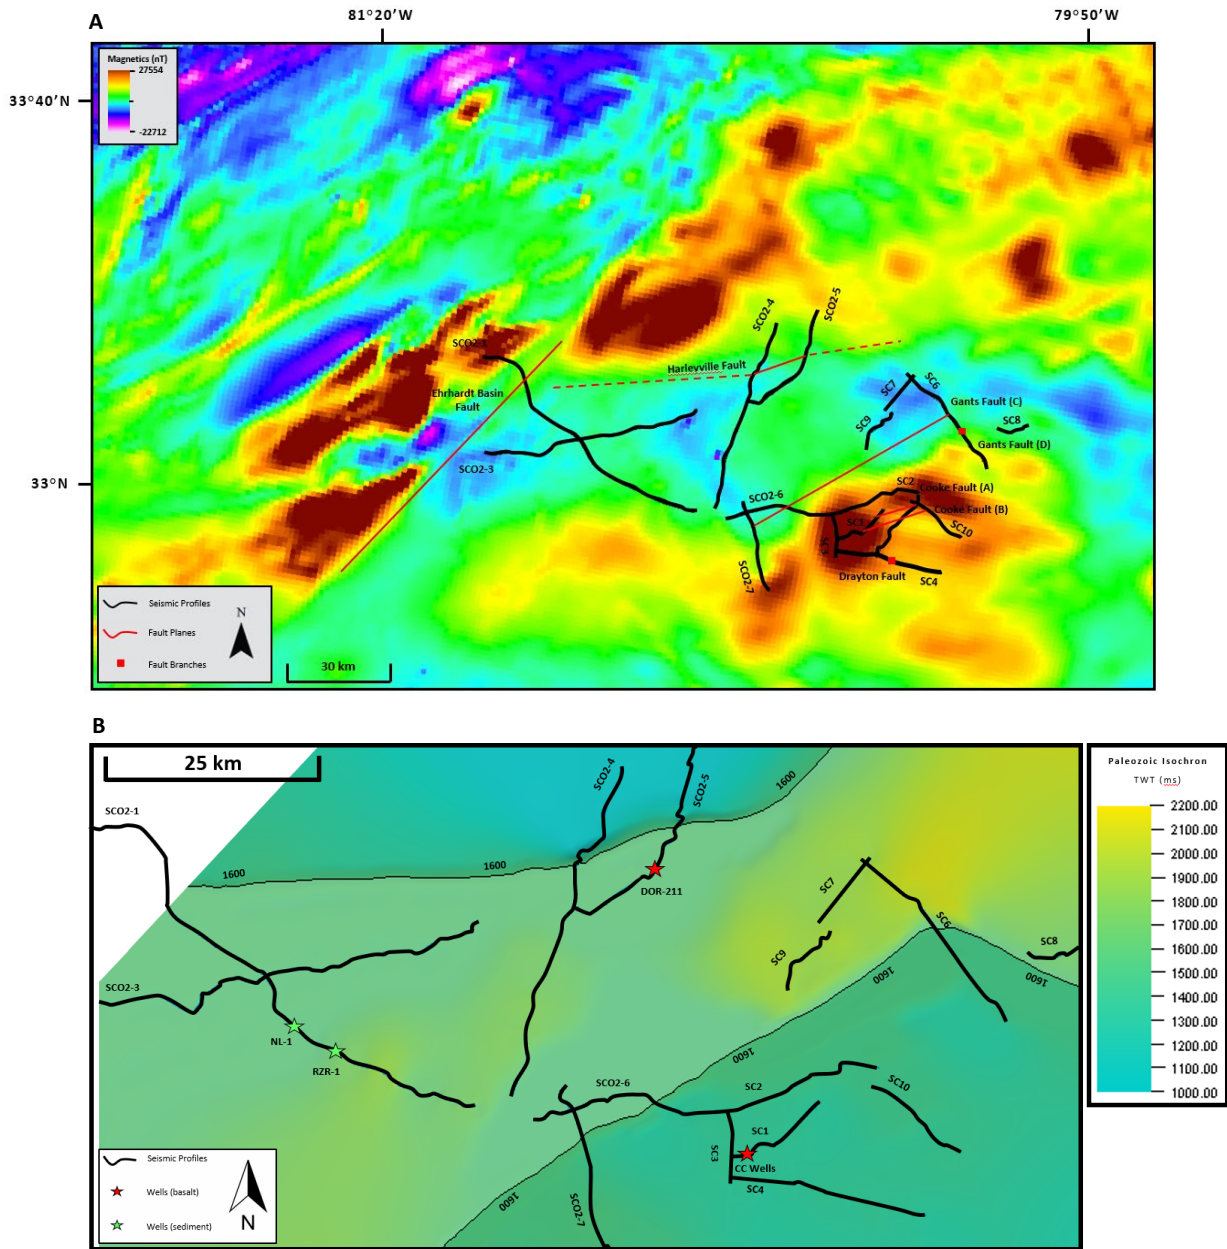 A
81°20’W
79°50’W
33°40’N
33°N
Magnetics (nT)
27554
-22712
SCO2-1
Ehrhardt Basin
Fault
SCO2-3
Harleyville Fault
SCO2-4
SCO2-5
SC7
SC6
SC9
Gants Fault (C)
SC8
Gants Fault (D)
SCO2-6
SC2
Cooke Fault (A)
Cooke Fault (B)
SC1
SC3
SC10
Drayton Fault
SC4
SCO2-7
Seismic Profiles
Fault Planes
Fault Branches
N
30 km
B
25 km
SCO2-1
SCO2-4
SCO2-5
1600
1600
1600
DOR-211
SC7
SC6
SC9
SC8
1600
1600
SCO2-3
NL-1
RZR-1
1600
SCO2-6
SC2
SC10
SC1
SC3
CC Wells
SC4
1600
SCO2-7
Seismic Profiles
Wells (basalt)
Wells (sediment)
N
Paleozoic Isochron
TWT (ms)
2200.00
2100.00
2000.00
1900.00
1800.00
1700.00
1600.00
1500.00
1400.00
1300.00
1200.00
1100.00
1000.00